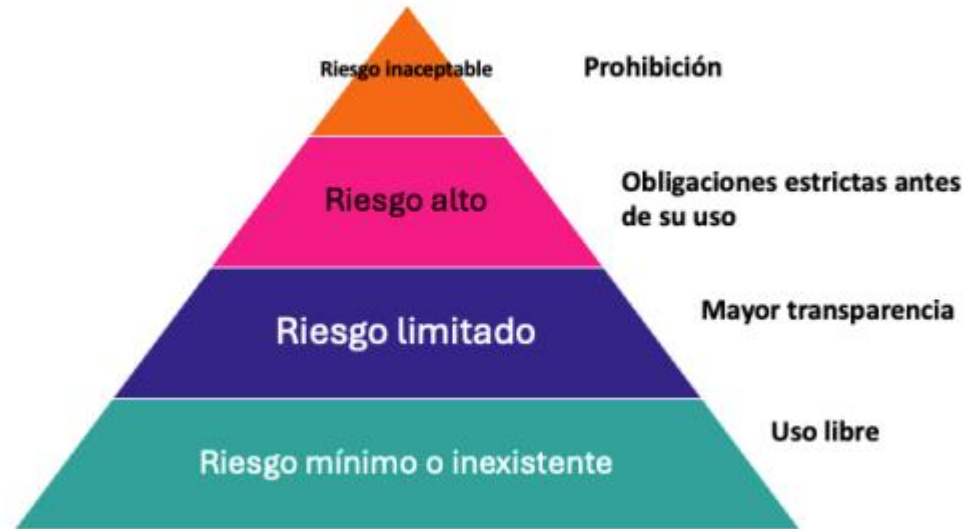 Riesgo inaceptable
Prohibición
Riesgo alto
Obligaciones estrictas antes
de su uso
Riesgo limitado
Mayor transparencia
Riesgo mínimo o inexistente
Uso libre